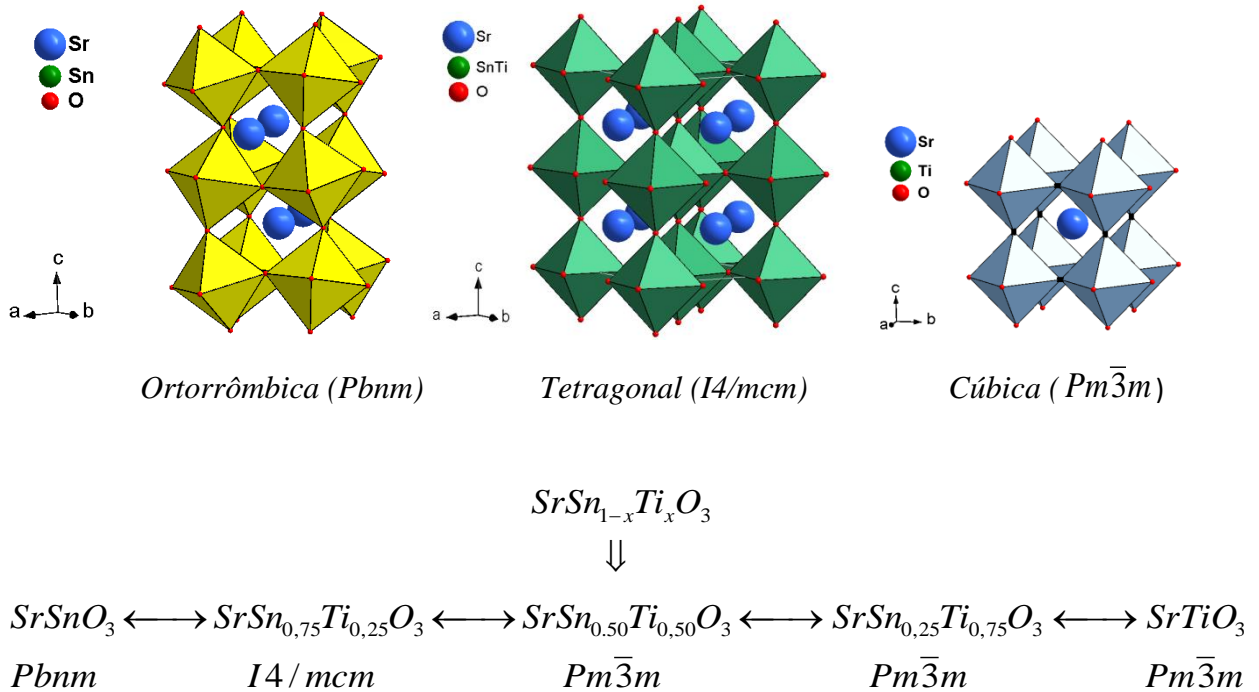 Sr
Sn
O
c
a b
Ortorrômbica (Pbnm)
Sr
SnTi
O
c
a b
Tetragonal (I4/mcm)
Sr
Ti
O
c
a b
Cúbica ( Pm3̅m)
SrSn₁₋ₓTiₓO₃
⇓
SrSnO₃ ⟷ SrSn₀,₇₅Ti₀,₂₅O₃ ⟷ SrSn₀.₅₀Ti₀,₅₀O₃ ⟷ SrSn₀,₂₅Ti₀,₇₅O₃ ⟷ SrTiO₃
Pbnm I4/mcm Pm3̅m Pm3̅m Pm3̅m